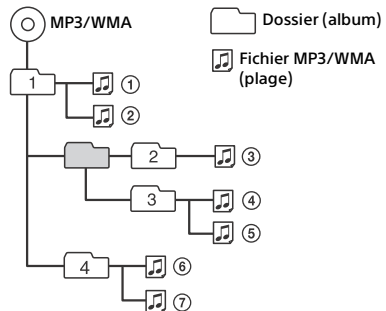 MP3/WMA
Dossier (album)
Fichier MP3/WMA
(plage)
1
①
②
2
③
3
④
⑤
4
⑥
⑦